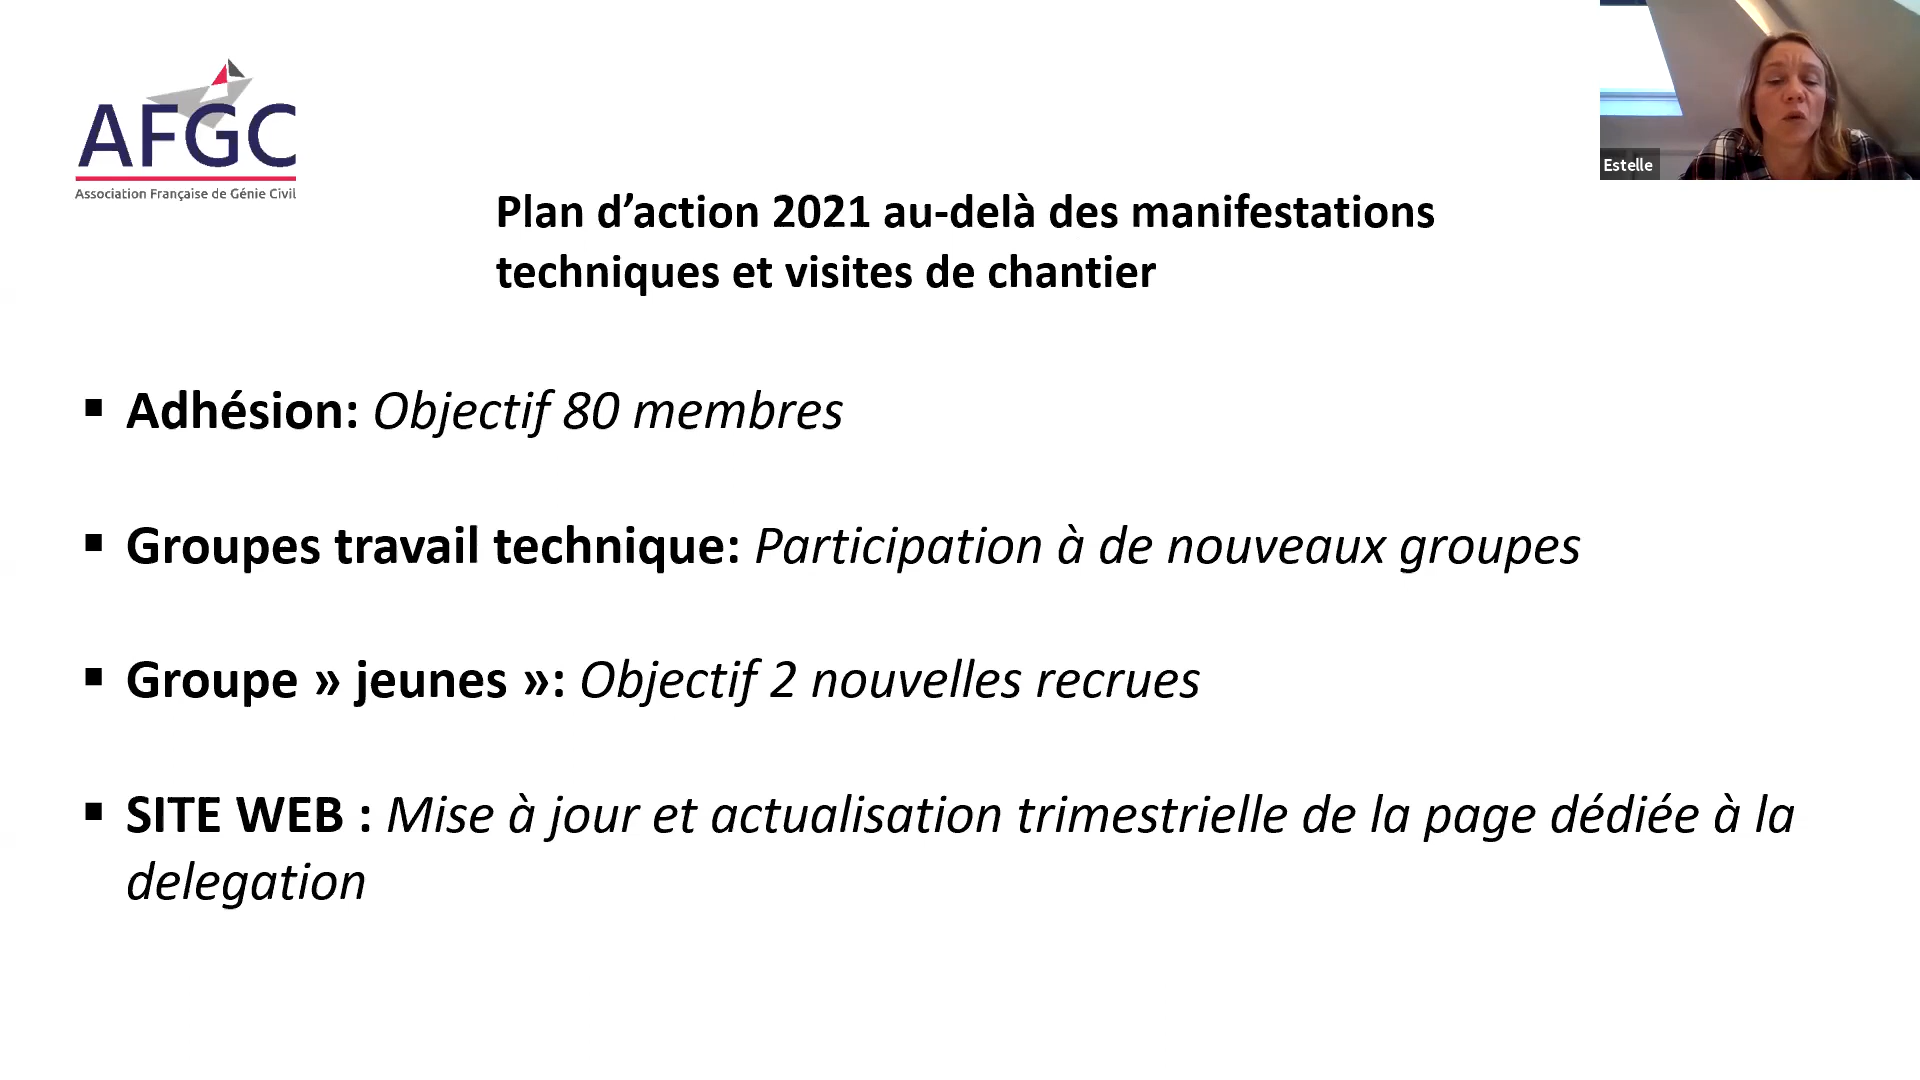 AFGC
Association Française de Génie Civil
Estelle
Plan d’action 2021 au-delà des manifestations
techniques et visites de chantier
▪ Adhésion: Objectif 80 membres
▪ Groupes travail technique: Participation à de nouveaux groupes
▪ Groupe » jeunes »: Objectif 2 nouvelles recrues
▪ SITE WEB : Mise à jour et actualisation trimestrielle de la page dédiée à la
delegation